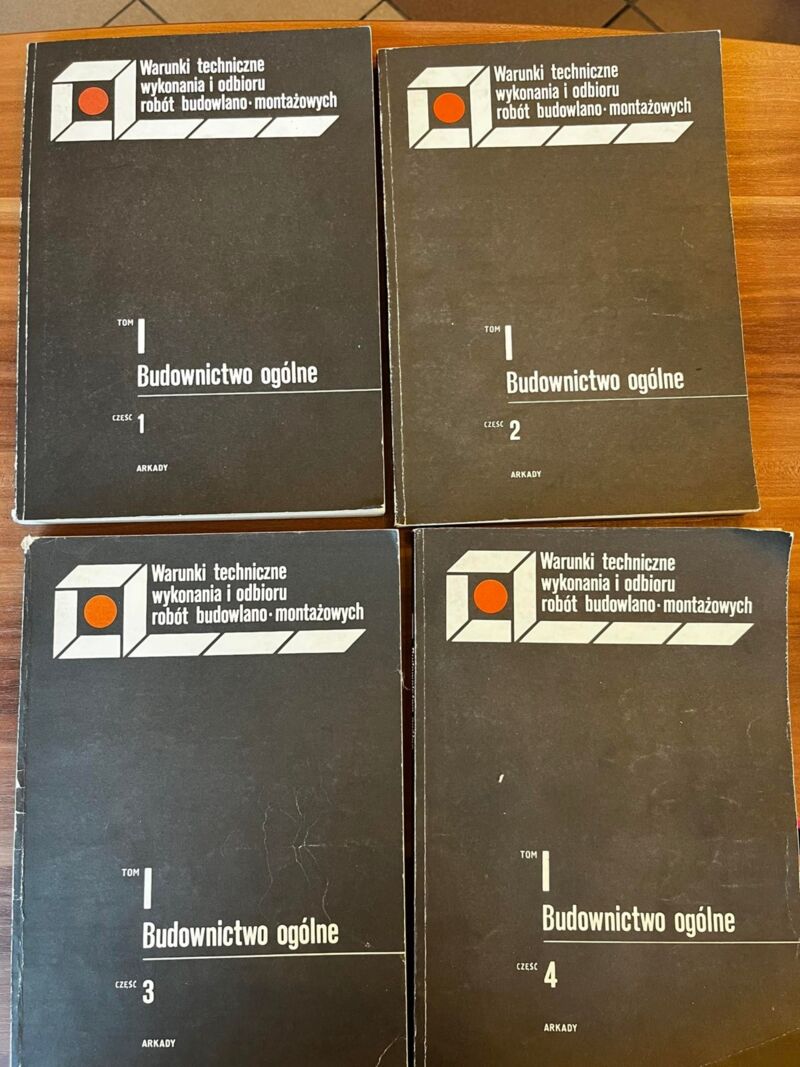 Warunki techniczne
wykonania i odbioru
robót budowlano-montażowych
TOM I
Budownictwo ogólne
CZĘŚĆ 1
ARKADY
Warunki techniczne
wykonania i odbioru
robót budowlano-montażowych
TOM I
Budownictwo ogólne
CZĘŚĆ 2
ARKADY
Warunki techniczne
wykonania i odbioru
robót budowlano-montażowych
TOM I
Budownictwo ogólne
CZĘŚĆ 3
ARKADY
Warunki techniczne
wykonania i odbioru
robót budowlano-montażowych
TOM I
Budownictwo ogólne
CZĘŚĆ 4
ARKADY